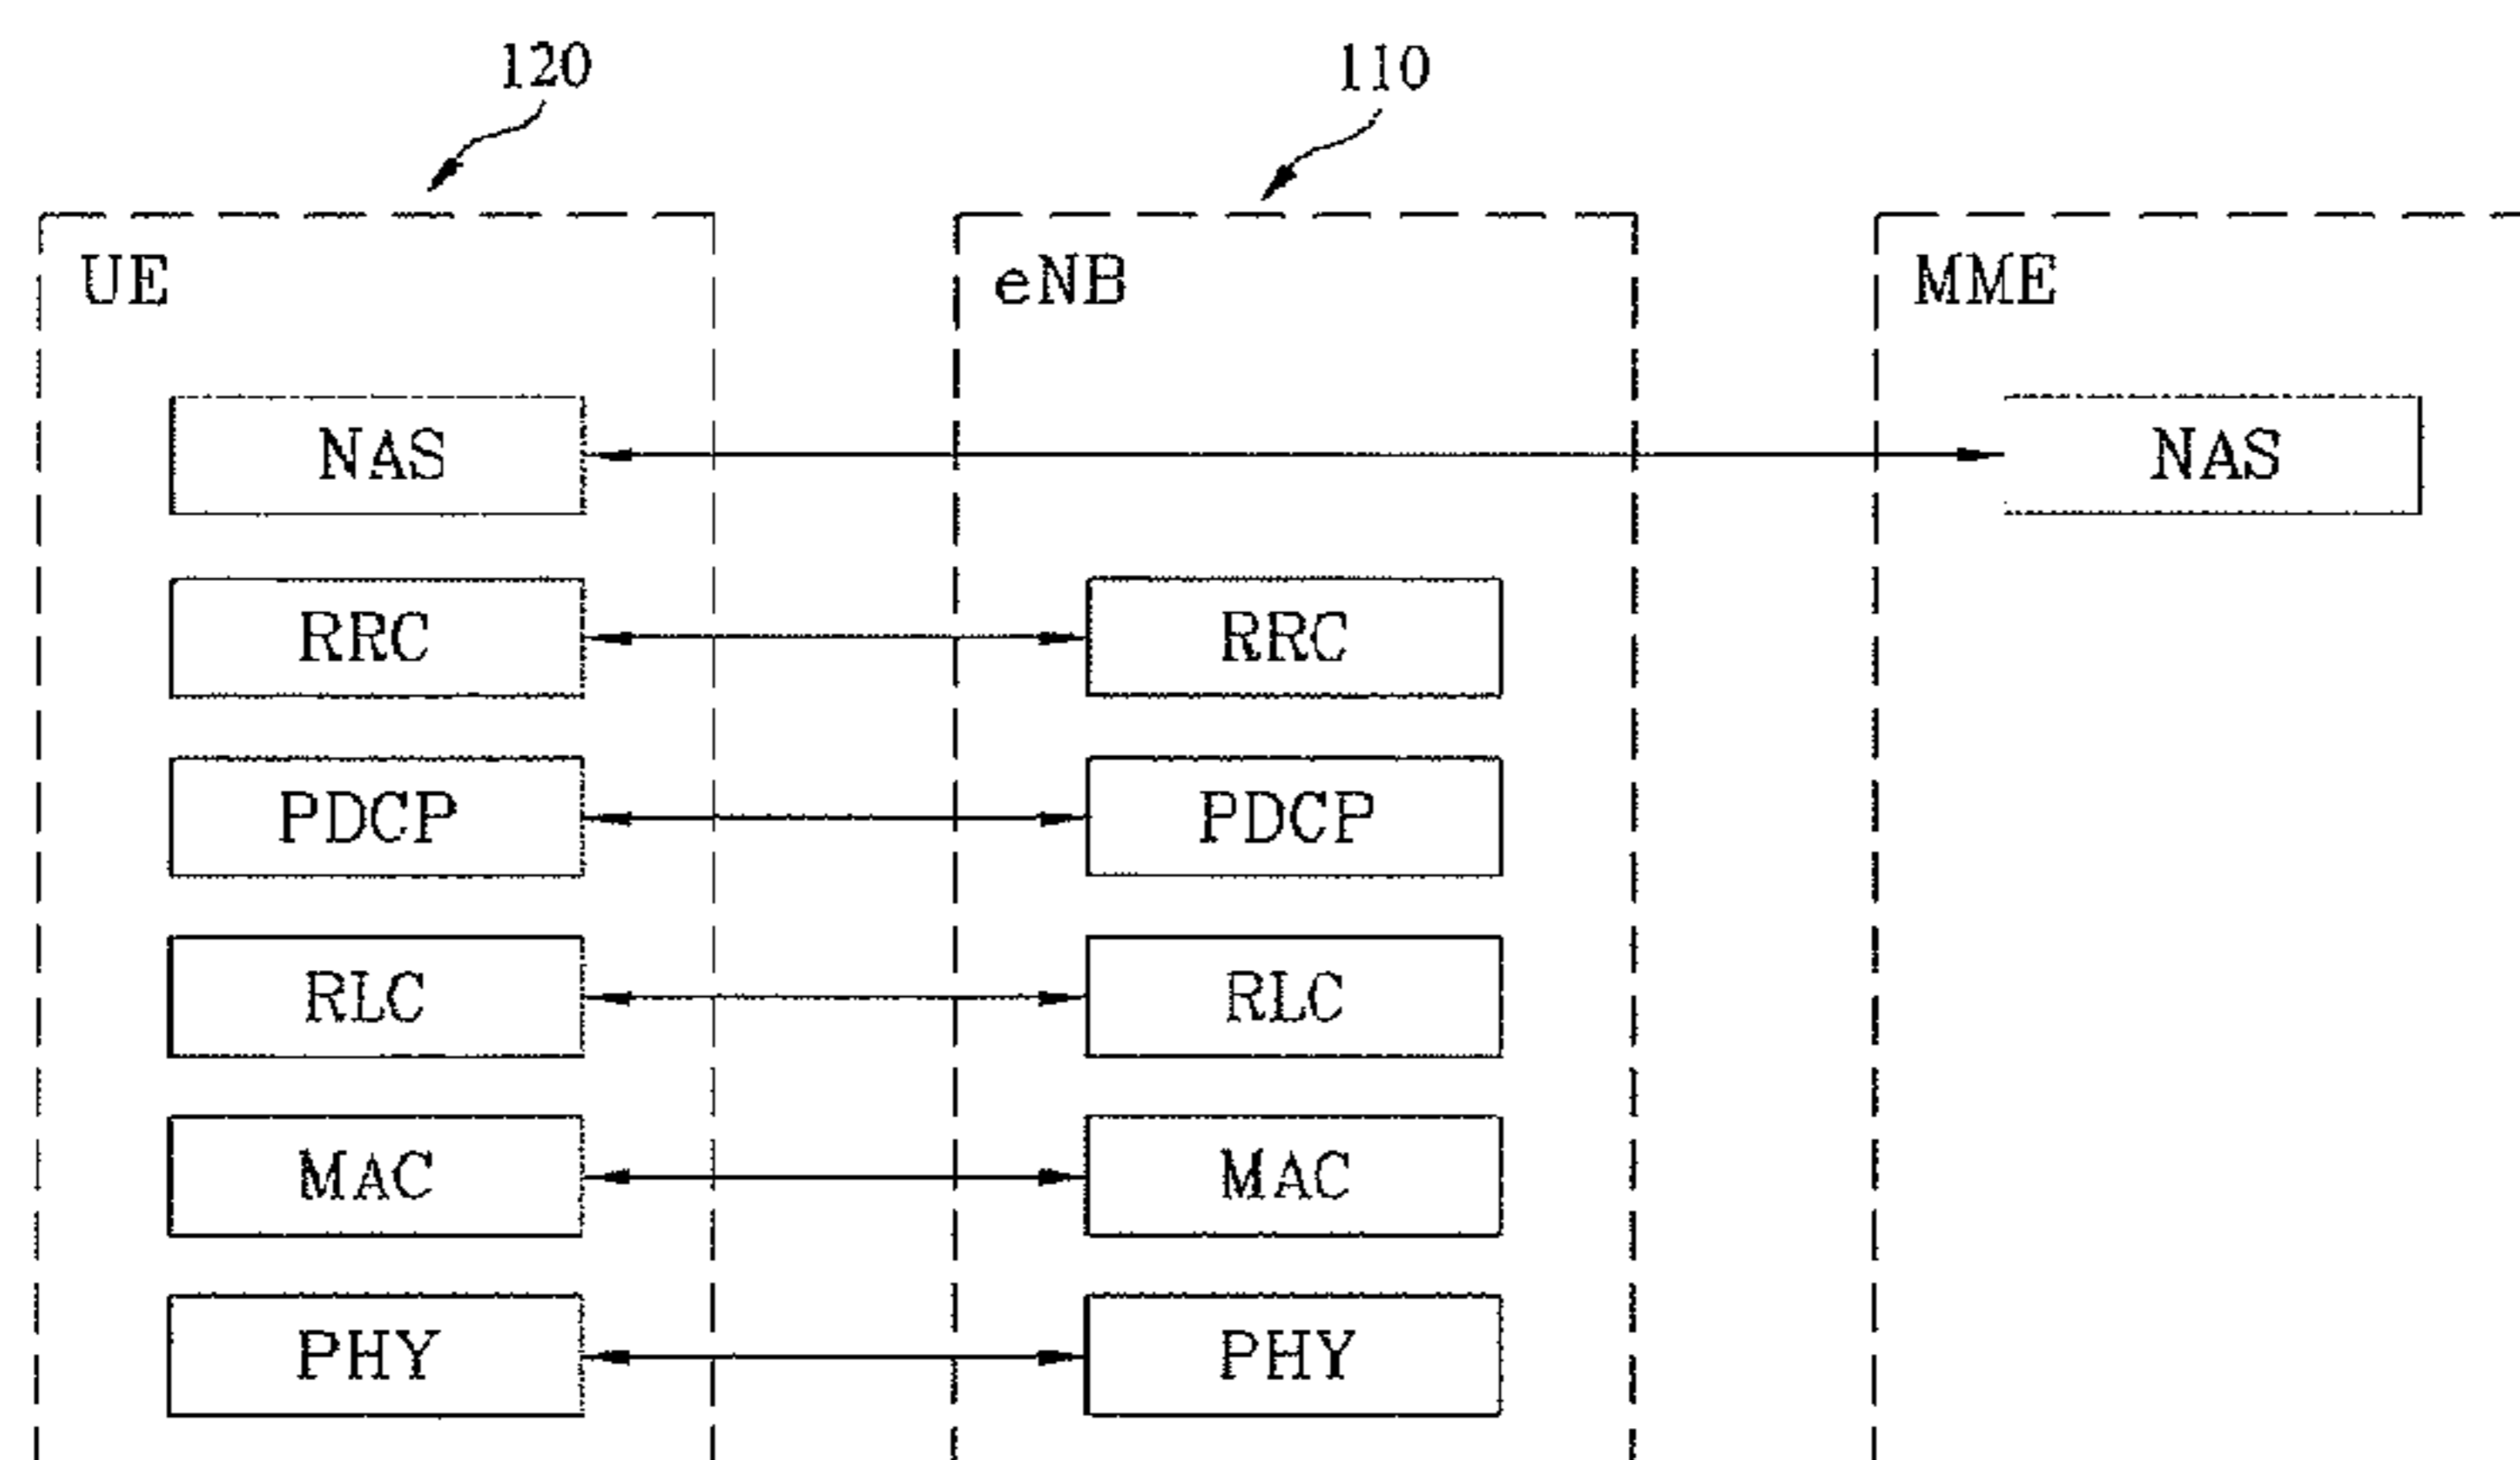 120 110
UE eNB MME
NAS NAS
RRC RRC
PDCP PDCP
RLC RLC
MAC MAC
PHY PHY